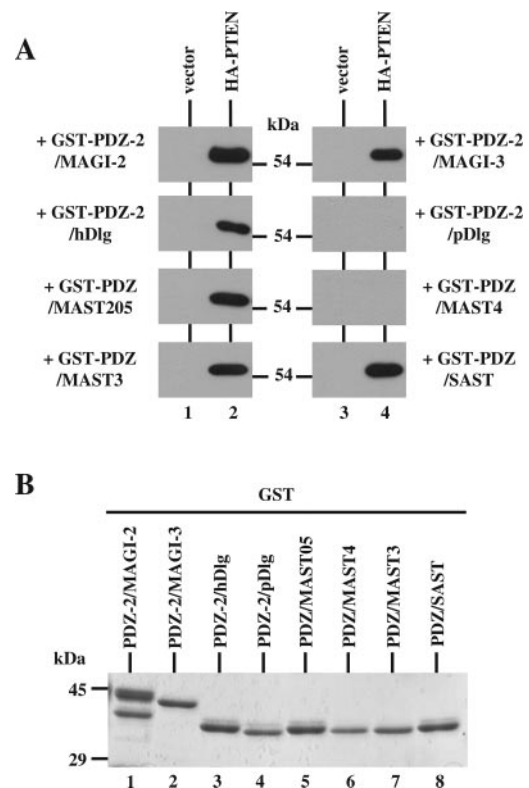 A
vector
HA-PTEN
vector
HA-PTEN
kDa
+ GST-PDZ-2
/MAGI-2
54
+ GST-PDZ-2
/MAGI-3
+ GST-PDZ-2
/hDlg
54
+ GST-PDZ-2
/pDlg
+ GST-PDZ
/MAST205
54
+ GST-PDZ
/MAST4
+ GST-PDZ
/MAST3
54
+ GST-PDZ
/SAST
1 2 3 4
B
GST
PDZ-2/MAGI-2
PDZ-2/MAGI-3
PDZ-2/hDlg
PDZ-2/pDlg
PDZ/MAST05
PDZ/MAST4
PDZ/MAST3
PDZ/SAST
kDa
45
29
1 2 3 4 5 6 7 8